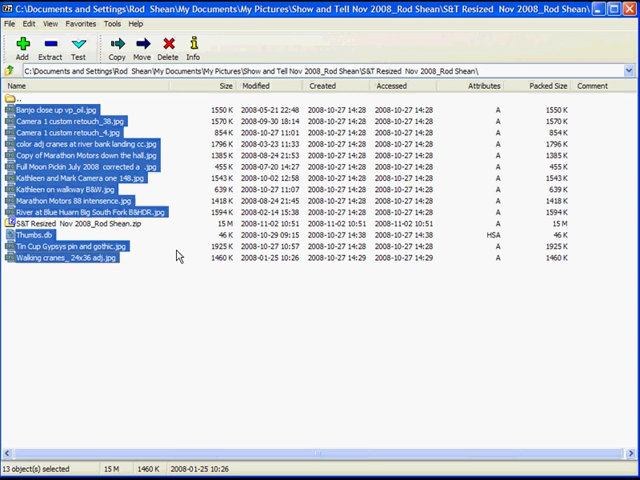 C:\Documents and Settings\Rod Shean\My Documents\My Pictures\Show and Tell Nov 2008_Rod Shean\S&T Resized Nov 2008_Rod Shean\
File Edit View Favorites Tools Help
Add Extract Test Copy Move Delete Info
C:\Documents and Settings\Rod Shean\My Documents\My Pictures\Show and Tell Nov 2008_Rod Shean\S&T Resized Nov 2008_Rod Shean\
Name Size Modified Created Accessed Attributes Packed Size Comment
..
Banjo close up vp_oil.jpg 1550 K 2008-05-21 22:48 2008-10-27 14:28 2008-10-27 14:28 A 1550 K
Camera 1 custom retouch_38.jpg 1570 K 2008-09-30 18:14 2008-10-27 14:28 2008-10-27 14:28 A 1570 K
Camera 1 custom retouch_4.jpg 854 K 2008-10-27 11:01 2008-10-27 14:28 2008-10-27 14:28 A 854 K
color adj cranes at river bank landing cc.jpg 1796 K 2008-03-23 11:33 2008-10-27 14:28 2008-10-27 14:28 A 1796 K
Copy of Marathon Motors down the hall.jpg 1385 K 2008-08-24 21:53 2008-10-27 14:28 2008-10-27 14:28 A 1385 K
Full Moon Pickin July 2008 corrected a .jpg 455 K 2008-07-20 14:27 2008-10-27 14:28 2008-10-27 14:28 A 455 K
Kathleen and Mark Camera one 148.jpg 1543 K 2008-10-02 12:58 2008-10-27 14:28 2008-10-27 14:28 A 1543 K
Kathleen on walkway B&W.jpg 639 K 2008-10-27 11:07 2008-10-27 14:28 2008-10-27 14:28 A 639 K
Marathon Motors 88 intensence.jpg 1418 K 2008-08-24 21:45 2008-10-27 14:28 2008-10-27 14:28 A 1418 K
River at Blue Huam Big South Fork B&HDR.jpg 1594 K 2008-02-14 15:38 2008-10-27 14:28 2008-10-27 14:28 A 1594 K
S&T Resized Nov 2008_Rod Shean.zip 15 M 2008-11-02 10:51 2008-11-02 10:51 2008-11-02 10:51 A 15 M
Thumbs.db 46 K 2008-10-29 09:15 2008-10-27 14:38 2008-10-27 14:38 HSA 46 K
Tin Cup Gypsys pin and gothic.jpg 1925 K 2008-10-27 10:57 2008-10-27 14:28 2008-10-27 14:28 A 1925 K
Walking cranes_ 24x36 adj.jpg 1460 K 2008-01-25 10:26 2008-10-27 14:29 2008-10-27 14:29 A 1460 K
13 object(s) selected 15 M 1460 K 2008-01-25 10:26